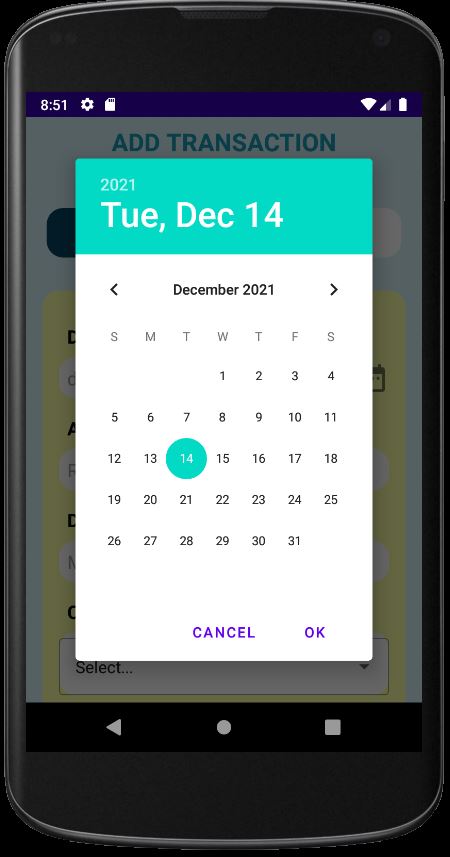 8:51
ADD TRANSACTION
2021
Tue, Dec 14
December 2021
S M T W T F S
1 2 3 4
5 6 7 8 9 10 11
12 13 14 15 16 17 18
19 20 21 22 23 24 25
26 27 28 29 30 31
CANCEL OK
Select...